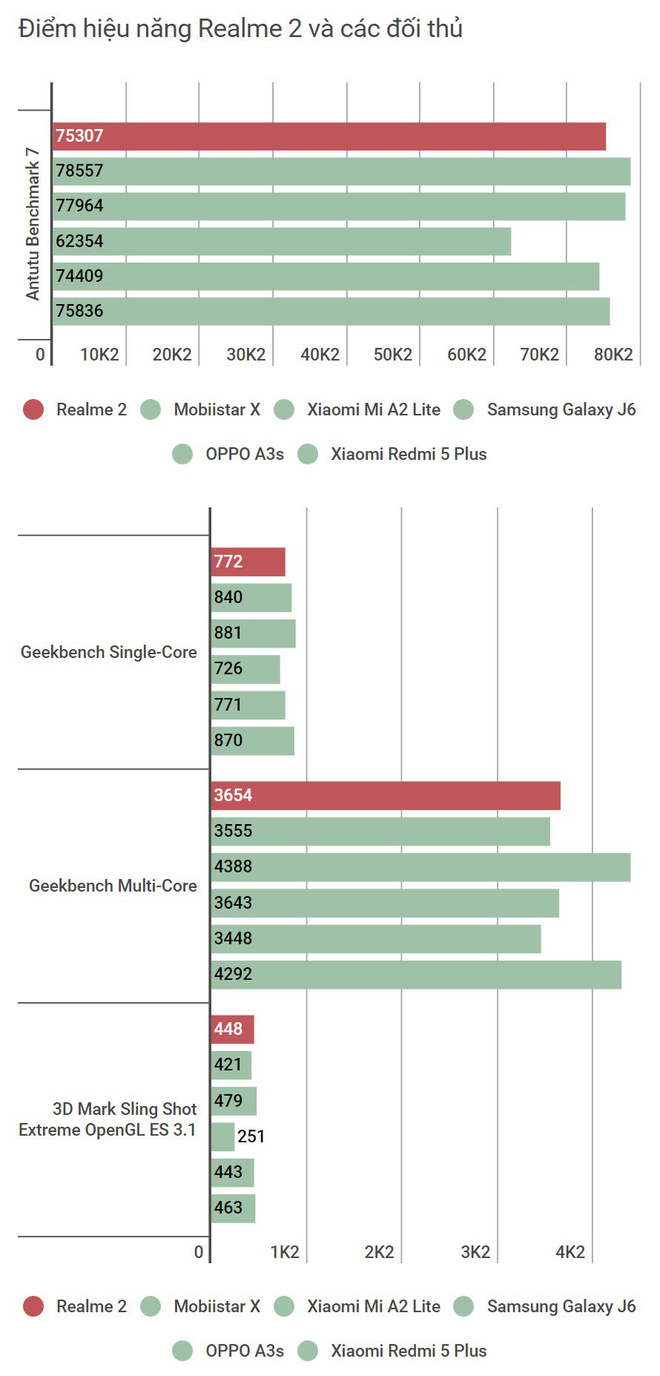 Điểm hiệu năng Realme 2 và các đối thủ
Antutu Benchmark 7
75307
78557
77964
62354
74409
75836
0 10K2 20K2 30K2 40K2 50K2 60K2 70K2 80K2
Realme 2 Mobiistar X Xiaomi Mi A2 Lite Samsung Galaxy J6
OPPO A3s Xiaomi Redmi 5 Plus
Geekbench Single-Core
772
840
881
726
771
870
Geekbench Multi-Core
3654
3555
4388
3643
3448
4292
3D Mark Sling Shot
Extreme OpenGL ES 3.1
448
421
479
251
443
463
0 1K2 2K2 3K2 4K2
Realme 2 Mobiistar X Xiaomi Mi A2 Lite Samsung Galaxy J6
OPPO A3s Xiaomi Redmi 5 Plus